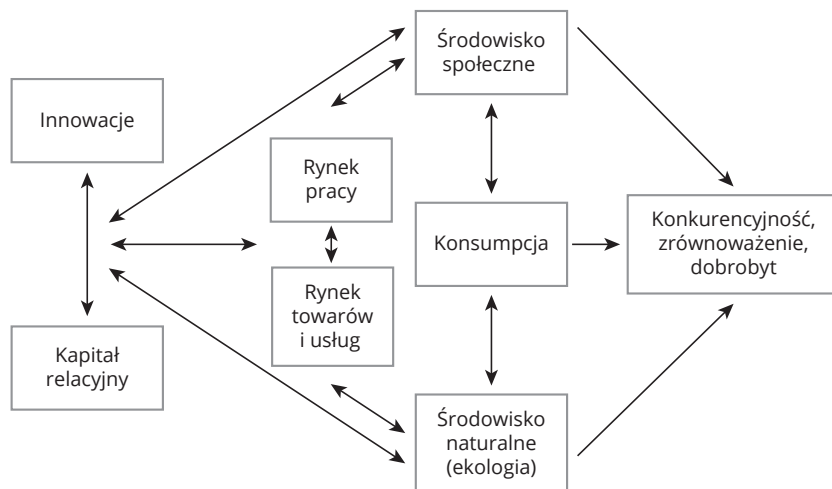 Innowacje
Kapitał
relacyjny
Rynek
pracy
Rynek
towarów
i usług
Środowisko
społeczne
Konsumpcja
Środowisko
naturalne
(ekologia)
Konkurencyjność,
zrównoważenie,
dobrobyt